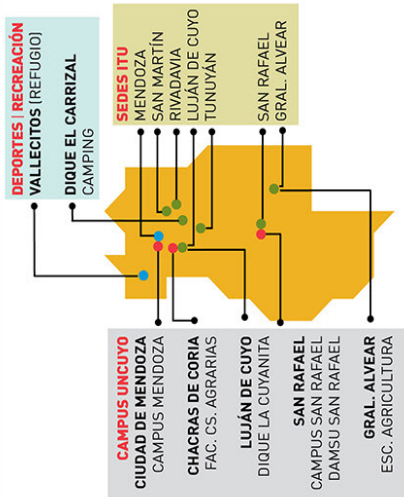 DEPORTES | RECREACIÓN
VALLECITOS (REFUGIO)
DIQUE EL CARRIZAL
CAMPING
SEDES ITU
MENDOZA
SAN MARTÍN
RIVADAVIA
LUJÁN DE CUYO
TUNUYÁN
SAN RAFAEL
GRAL. ALVEAR
CAMPUS UNCUYO
CIUDAD DE MENDOZA
CAMPUS MENDOZA
CHACRAS DE CORIA
FAC. CS. AGRARIAS
LUJÁN DE CUYO
DIQUE LA CUYANITA
SAN RAFAEL
CAMPUS SAN RAFAEL
DAMSU SAN RAFAEL
GRAL. ALVEAR
ESC. AGRICULTURA